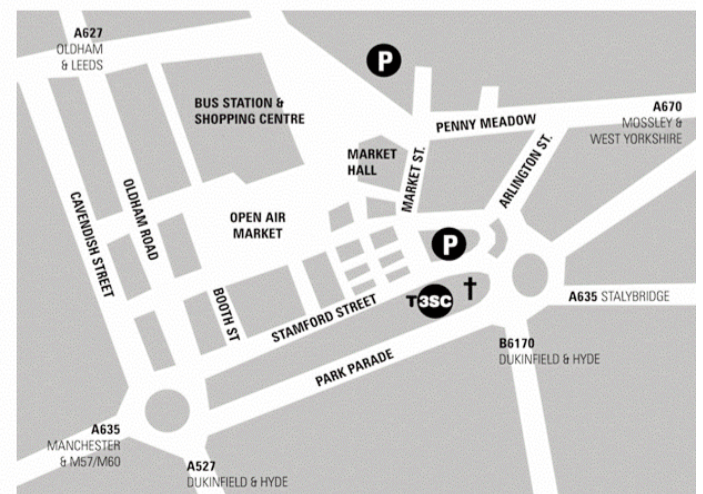 A627
OLDHAM
& LEEDS
P
BUS STATION &
SHOPPING CENTRE
A670
MOSSLEY &
WEST YORKSHIRE
PENNY MEADOW
MARKET
HALL
MARKET ST.
ARLINGTON ST.
CAVENDISH STREET
OLDHAM ROAD
OPEN AIR
MARKET
P
BOOTH ST
STAMFORD STREET
T3SC
A635 STALYBRIDGE
PARK PARADE
B6170
DUKINFIELD & HYDE
A635
MANCHESTER
& M57/M60
A527
DUKINFIELD & HYDE